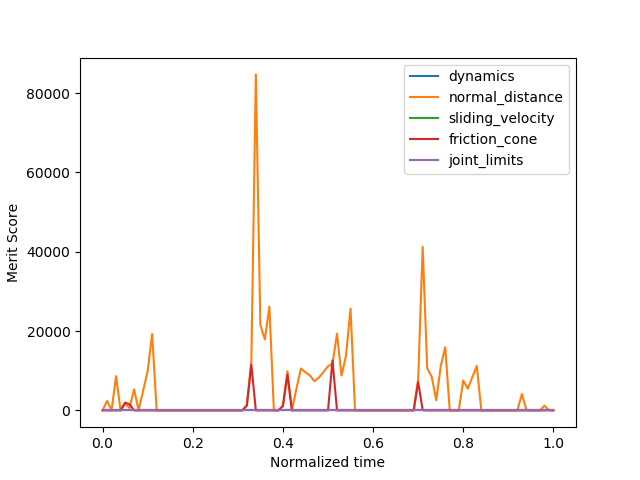 dynamics
normal_distance
sliding_velocity
friction_cone
joint_limits
80000
60000
40000
20000
0
Merit Score
0.0 0.2 0.4 0.6 0.8 1.0
Normalized time